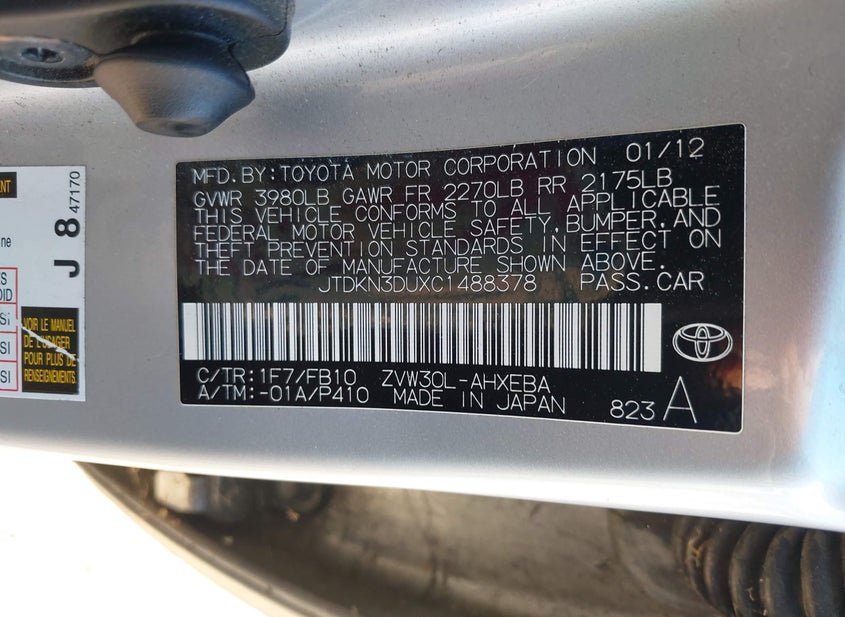 MFD. BY: TOYOTA MOTOR CORPORATION 01/12
GVWR 3980LB GAWR FR 2270LB RR 2175LB
THIS VEHICLE CONFORMS TO ALL APPLICABLE
FEDERAL MOTOR VEHICLE SAFETY, BUMPER, AND
THEFT PREVENTION STANDARDS IN EFFECT ON
THE DATE OF MANUFACTURE SHOWN ABOVE.
JTDKN3DUXC1488378 PASS. CAR
C/TR: 1F7/FB10 ZVW30L-AHXEBA
A/TM: -01A/P410 MADE IN JAPAN 823 A
J 8 47170
VOIR LE MANUEL
DE L'USAGER
POUR PLUS DE
RENSEIGNEMENTS.